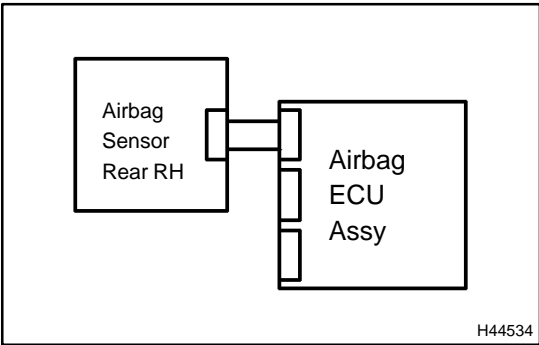 Airbag
Sensor
Rear RH
Airbag
ECU
Assy
H44534